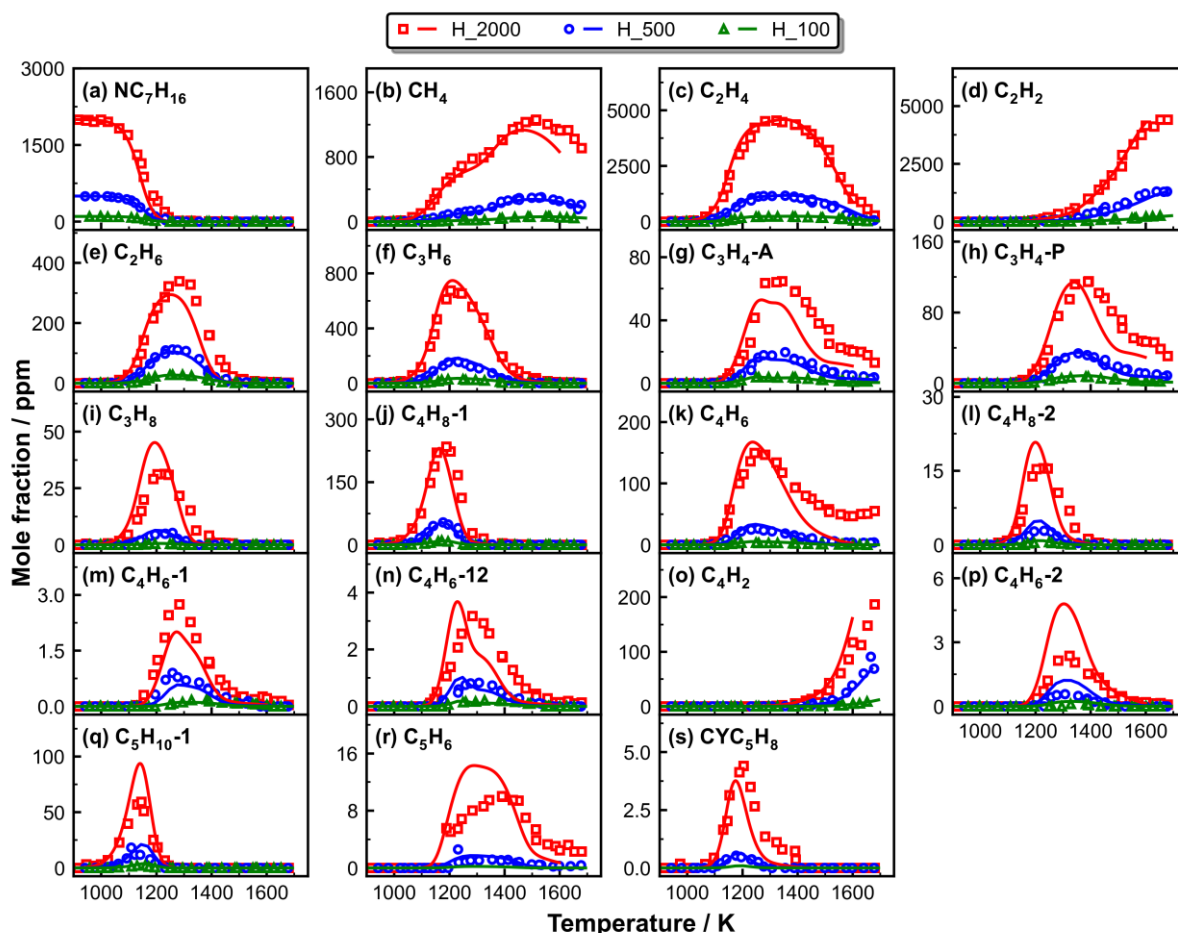 H_2000 H_500 H_100
(a) NC₇H₁₆
(b) CH₄
(c) C₂H₄
(d) C₂H₂
3000
2000
1000
0
1600
800
0
5000
2500
0
5000
2500
0
(e) C₂H₆
(f) C₃H₆
(g) C₃H₄-A
(h) C₃H₄-P
400
200
0
800
400
0
80
40
0
160
80
0
(i) C₃H₈
(j) C₄H₈-1
(k) C₄H₆
(l) C₄H₈-2
50
25
0
300
150
0
250
200
150
100
50
0
30
15
0
(m) C₄H₆-1
(n) C₄H₆-12
(o) C₄H₂
(p) C₄H₆-2
3.0
1.5
0.0
4
2
0
200
100
0
6
3
0
1000 1200 1400 1600
(q) C₅H₁₀-1
(r) C₅H₆
(s) CYC₅H₈
100
50
0
16
8
0
5.0
2.5
0.0
1000 1200 1400 1600
1000 1200 1400 1600
1000 1200 1400 1600
Mole fraction / ppm
Temperature / K